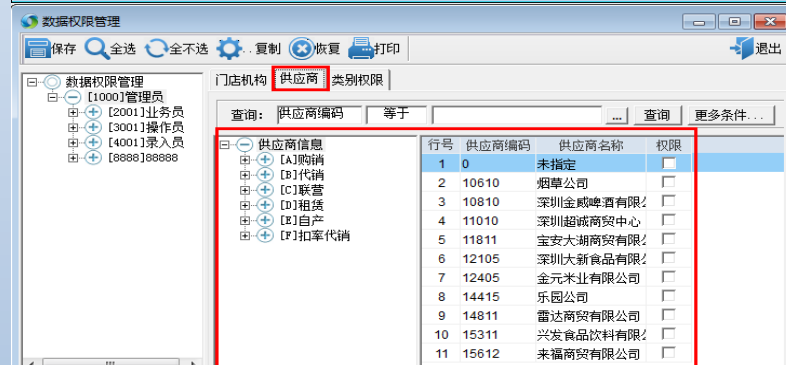 数据权限管理
保存 全选 全不选 复制 恢复 打印 退出
数据权限管理
[1000]管理员
[2001]业务员
[3001]操作员
[4001]录入员
[8888]88888
门店机构 供应商 类别权限
查询: 供应商编码 等于 ... 查询 更多条件...
供应商信息
[A]购销
[B]代销
[C]联营
[D]租赁
[E]自产
[F]扣率代销
行号 供应商编码 供应商名称 权限
1 0 未指定
2 10610 烟草公司
3 10810 深圳金威啤酒有限
4 11010 深圳超诚商贸中心
5 11811 宝安大湖商贸有限
6 12105 深圳大新食品有限
7 12405 金元米业有限公司
8 14415 乐园公司
9 14811 雷达商贸有限公司
10 15311 兴发食品饮料有限
11 15612 来福商贸有限公司